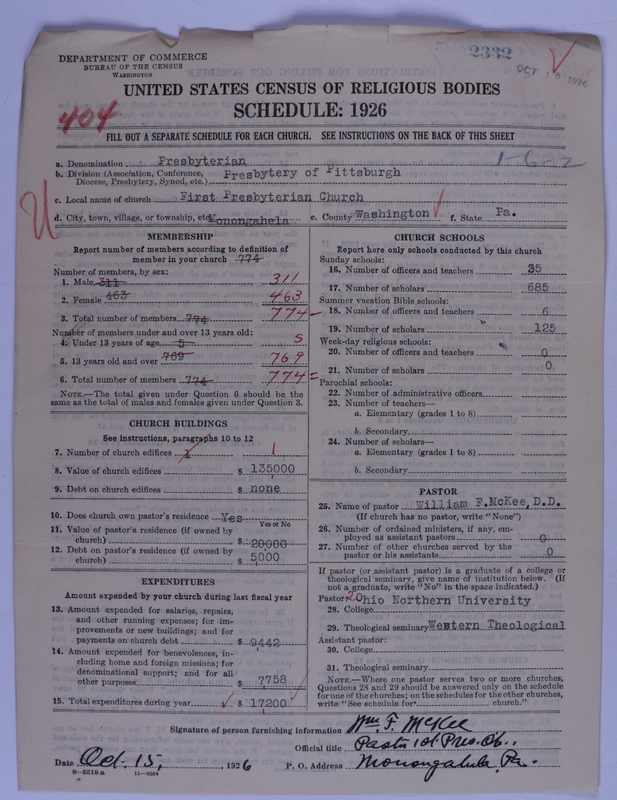 2332
OCT 16 1926
DEPARTMENT OF COMMERCE
BUREAU OF THE CENSUS
WASHINGTON
UNITED STATES CENSUS OF RELIGIOUS BODIES
SCHEDULE: 1926
404
FILL OUT A SEPARATE SCHEDULE FOR EACH CHURCH. SEE INSTRUCTIONS ON THE BACK OF THIS SHEET
a. Denomination Presbyterian
b. Division (Association, Conference, Diocese, Presbytery, Synod, etc.) Presbytery of Pittsburgh
c. Local name of church First Presbyterian Church
d. City, town, village, or township, etc. Monongahela e. County Washington f. State Pa.
MEMBERSHIP
Report number of members according to definition of
member in your church 774
Number of members, by sex:
1. Male 311 311
2. Female 463 463
3. Total number of members 774 774
Number of members under and over 13 years old:
4. Under 13 years of age 5 5
5. 13 years old and over 769 769
6. Total number of members 774 774
NOTE.—The total given under Question 6 should be
same as the total of males and females given under Question 3.
CHURCH BUILDINGS
See instructions, paragraphs 10 to 12
7. Number of church edifices 1 1
8. Value of church edifices $ 135000
9. Debt on church edifices $ none
10. Does church own pastor's residence Yes
Yes or No
11. Value of pastor's residence (if owned by
church) $ 20000
12. Debt on pastor's residence (if owned by
church) $ 5000
EXPENDITURES
Amount expended by your church during last fiscal year
13. Amount expended for salaries, repairs,
and other running expenses; for im-
provements or new buildings; and for
payments on church debt $ 9442
14. Amount expended for benevolences, in-
cluding home and foreign missions; for
denominational support; and for all
other purposes $ 7758
15. Total expenditures during year $ 17200
CHURCH SCHOOLS
Report here only schools conducted by this church
Sunday schools:
16. Number of officers and teachers 35
17. Number of scholars 685
Summer vacation Bible schools:
18. Number of officers and teachers 6
19. Number of scholars 125
Week-day religious schools:
20. Number of officers and teachers 0
21. Number of scholars 0
Parochial schools:
22. Number of administrative officers
23. Number of teachers—
a. Elementary (grades 1 to 8)
b. Secondary
24. Number of scholars—
a. Elementary (grades 1 to 8)
b. Secondary
PASTOR
25. Name of pastor William F.McKee, D.D.
(If church has no pastor, write "None")
26. Number of ordained ministers, if any, em-
ployed as assistant pastors 0
27. Number of other churches served by the
pastor or his assistants 0
If pastor (or assistant pastor) is a graduate of a college or
theological seminary, give name of institution below. (If
not a graduate, write "No" in the space indicated.)
Pastor: Ohio Northern University
28. College
29. Theological seminary Western Theological
Assistant pastor:
30. College
31. Theological seminary
NOTE.—Where one pastor serves two or more churches,
Questions 28 and 29 should be answered only on the schedule
for one of the churches; on the schedules for the other churches,
write "See schedule for church."
Signature of person furnishing information Wm F. McKee
Official title Pastor 1st Pres. Ch.
Date Oct. 15, 1926 P. O. Address Monongahela, Pa.
8—5518 a 11—9084